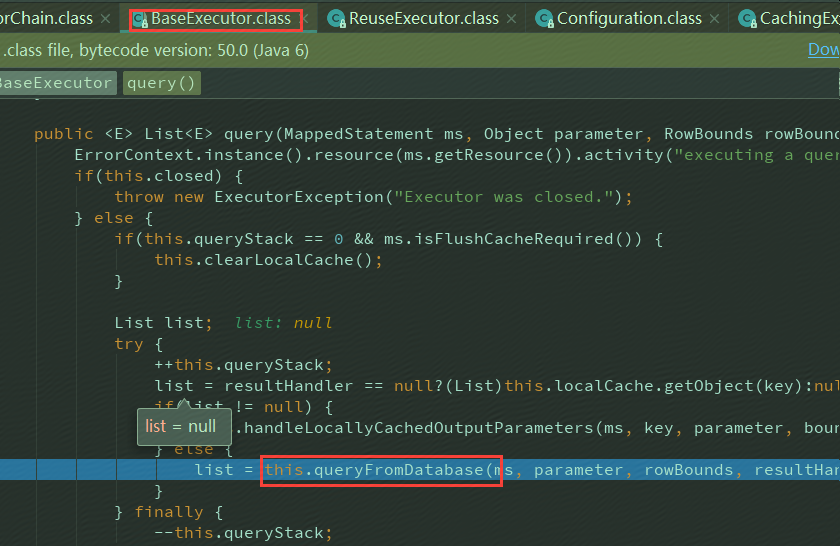 orChain.class × BaseExecutor.class × ReuseExecutor.class × Configuration.class × CachingEx
.class file, bytecode version: 50.0 (Java 6) Dow
BaseExecutor query()
public <E> List<E> query(MappedStatement ms, Object parameter, RowBounds rowBound
ErrorContext.instance().resource(ms.getResource()).activity("executing a quer
if(this.closed) {
throw new ExecutorException("Executor was closed.");
} else {
if(this.queryStack == 0 && ms.isFlushCacheRequired()) {
this.clearLocalCache();
}
List list; list: null
try {
++this.queryStack;
list = resultHandler == null?(List)this.localCache.getObject(key):nul
if(list != null) {
list = null
.handleLocallyCachedOutputParameters(ms, key, parameter, boun
} else {
list = this.queryFromDatabase(ms, parameter, rowBounds, resultHan
}
} finally {
--this.queryStack;